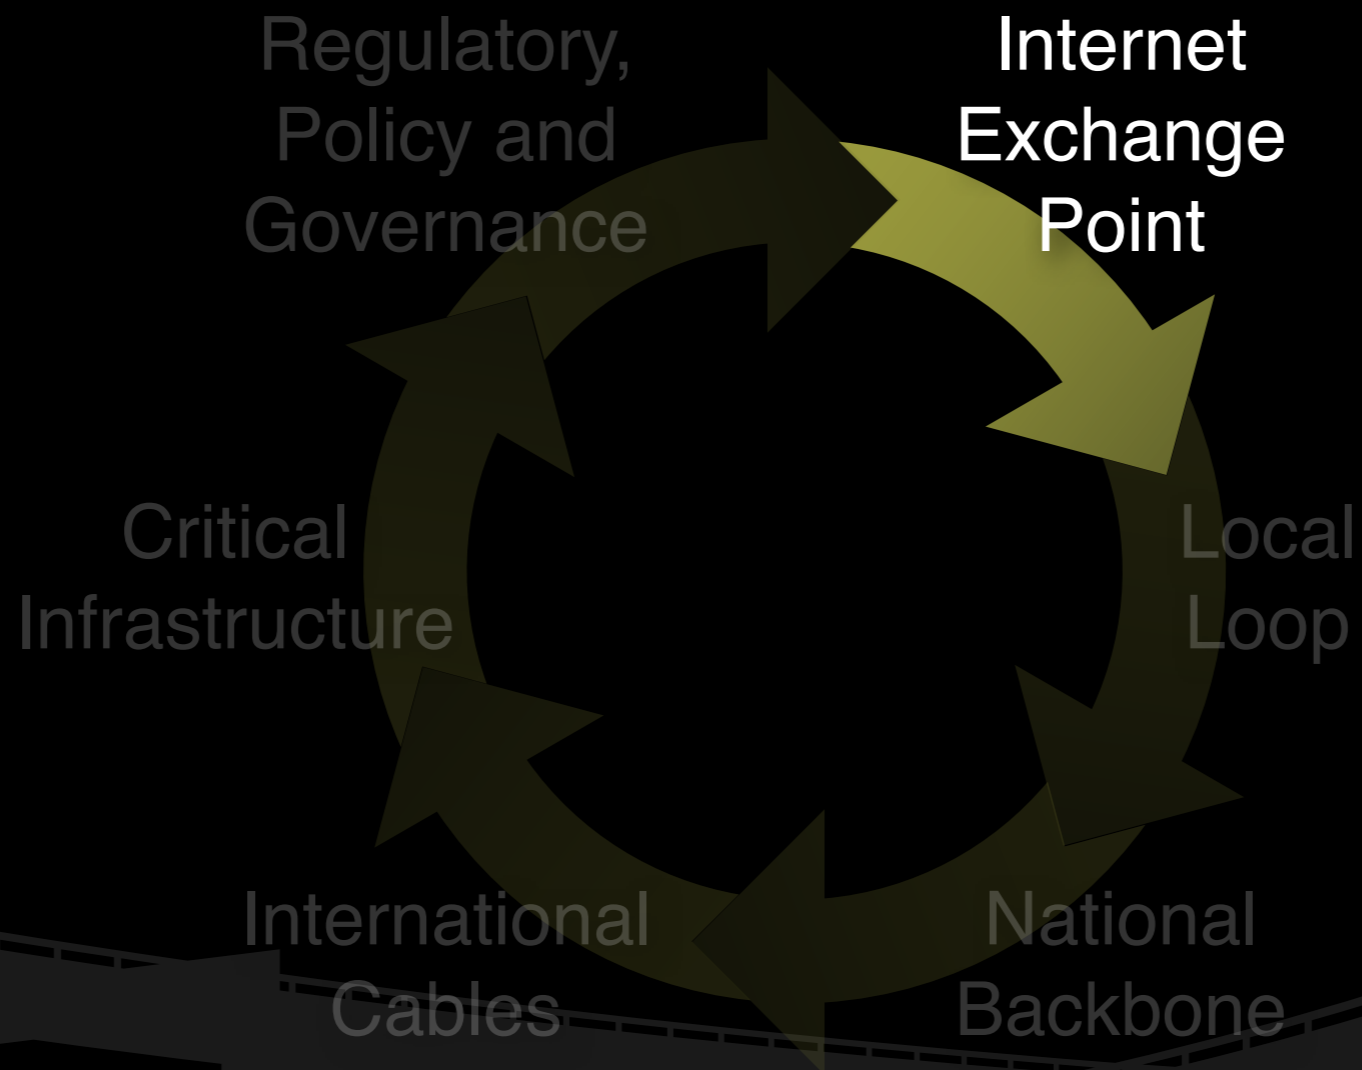 Regulatory,
Policy and
Governance
Internet
Exchange
Point
Local
Loop
National
Backbone
International
Cables
Critical
Infrastructure